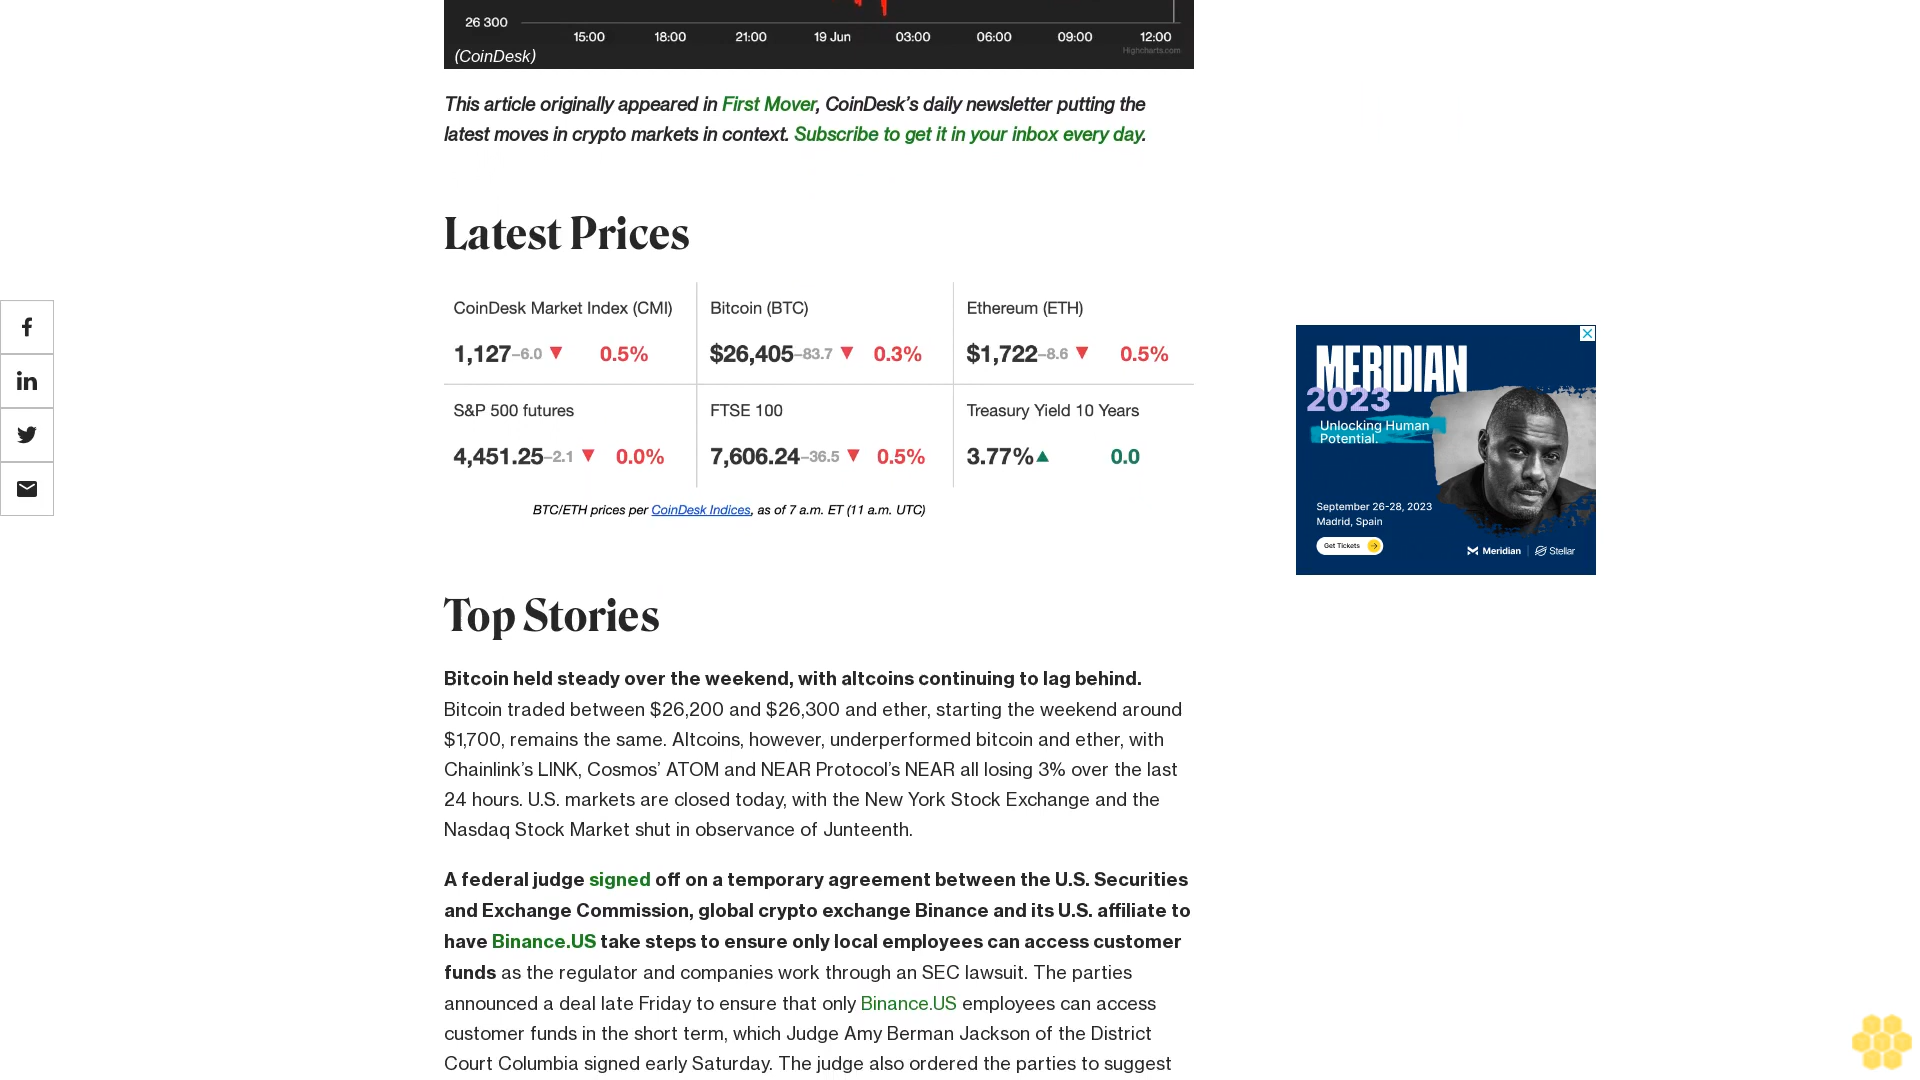 26 300
15:00 18:00 21:00 19 Jun 03:00 06:00 09:00 12:00
Highcharts.com
(CoinDesk)
This article originally appeared in First Mover, CoinDesk’s daily newsletter putting the
latest moves in crypto markets in context. Subscribe to get it in your inbox every day.
Latest Prices
CoinDesk Market Index (CMI) Bitcoin (BTC) Ethereum (ETH)
1,127 −6.0 ▼ 0.5% $26,405 −83.7 ▼ 0.3% $1,722 −8.6 ▼ 0.5%
S&P 500 futures FTSE 100 Treasury Yield 10 Years
4,451.25 −2.1 ▼ 0.0% 7,606.24 −36.5 ▼ 0.5% 3.77% ▲ 0.0
BTC/ETH prices per CoinDesk Indices, as of 7 a.m. ET (11 a.m. UTC)
MERIDIAN
2023
Unlocking Human
Potential.
September 26-28, 2023
Madrid, Spain
Get Tickets
Meridian | Stellar
Top Stories
Bitcoin held steady over the weekend, with altcoins continuing to lag behind.
Bitcoin traded between $26,200 and $26,300 and ether, starting the weekend around
$1,700, remains the same. Altcoins, however, underperformed bitcoin and ether, with
Chainlink’s LINK, Cosmos’ ATOM and NEAR Protocol’s NEAR all losing 3% over the last
24 hours. U.S. markets are closed today, with the New York Stock Exchange and the
Nasdaq Stock Market shut in observance of Junteenth.
A federal judge signed off on a temporary agreement between the U.S. Securities
and Exchange Commission, global crypto exchange Binance and its U.S. affiliate to
have Binance.US take steps to ensure only local employees can access customer
funds as the regulator and companies work through an SEC lawsuit. The parties
announced a deal late Friday to ensure that only Binance.US employees can access
customer funds in the short term, which Judge Amy Berman Jackson of the District
Court Columbia signed early Saturday. The judge also ordered the parties to suggest